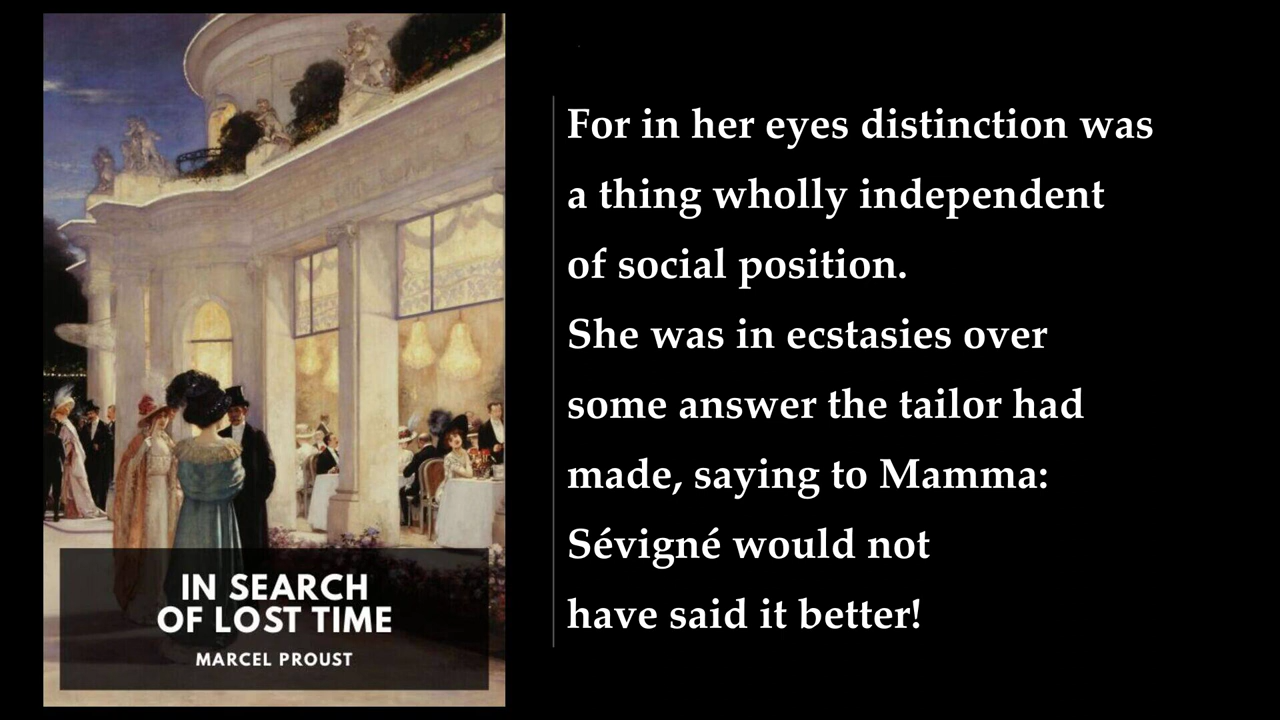 IN SEARCH
OF LOST TIME
MARCEL PROUST
For in her eyes distinction was
a thing wholly independent
of social position.
She was in ecstasies over
some answer the tailor had
made, saying to Mamma:
Sévigné would not
have said it better!